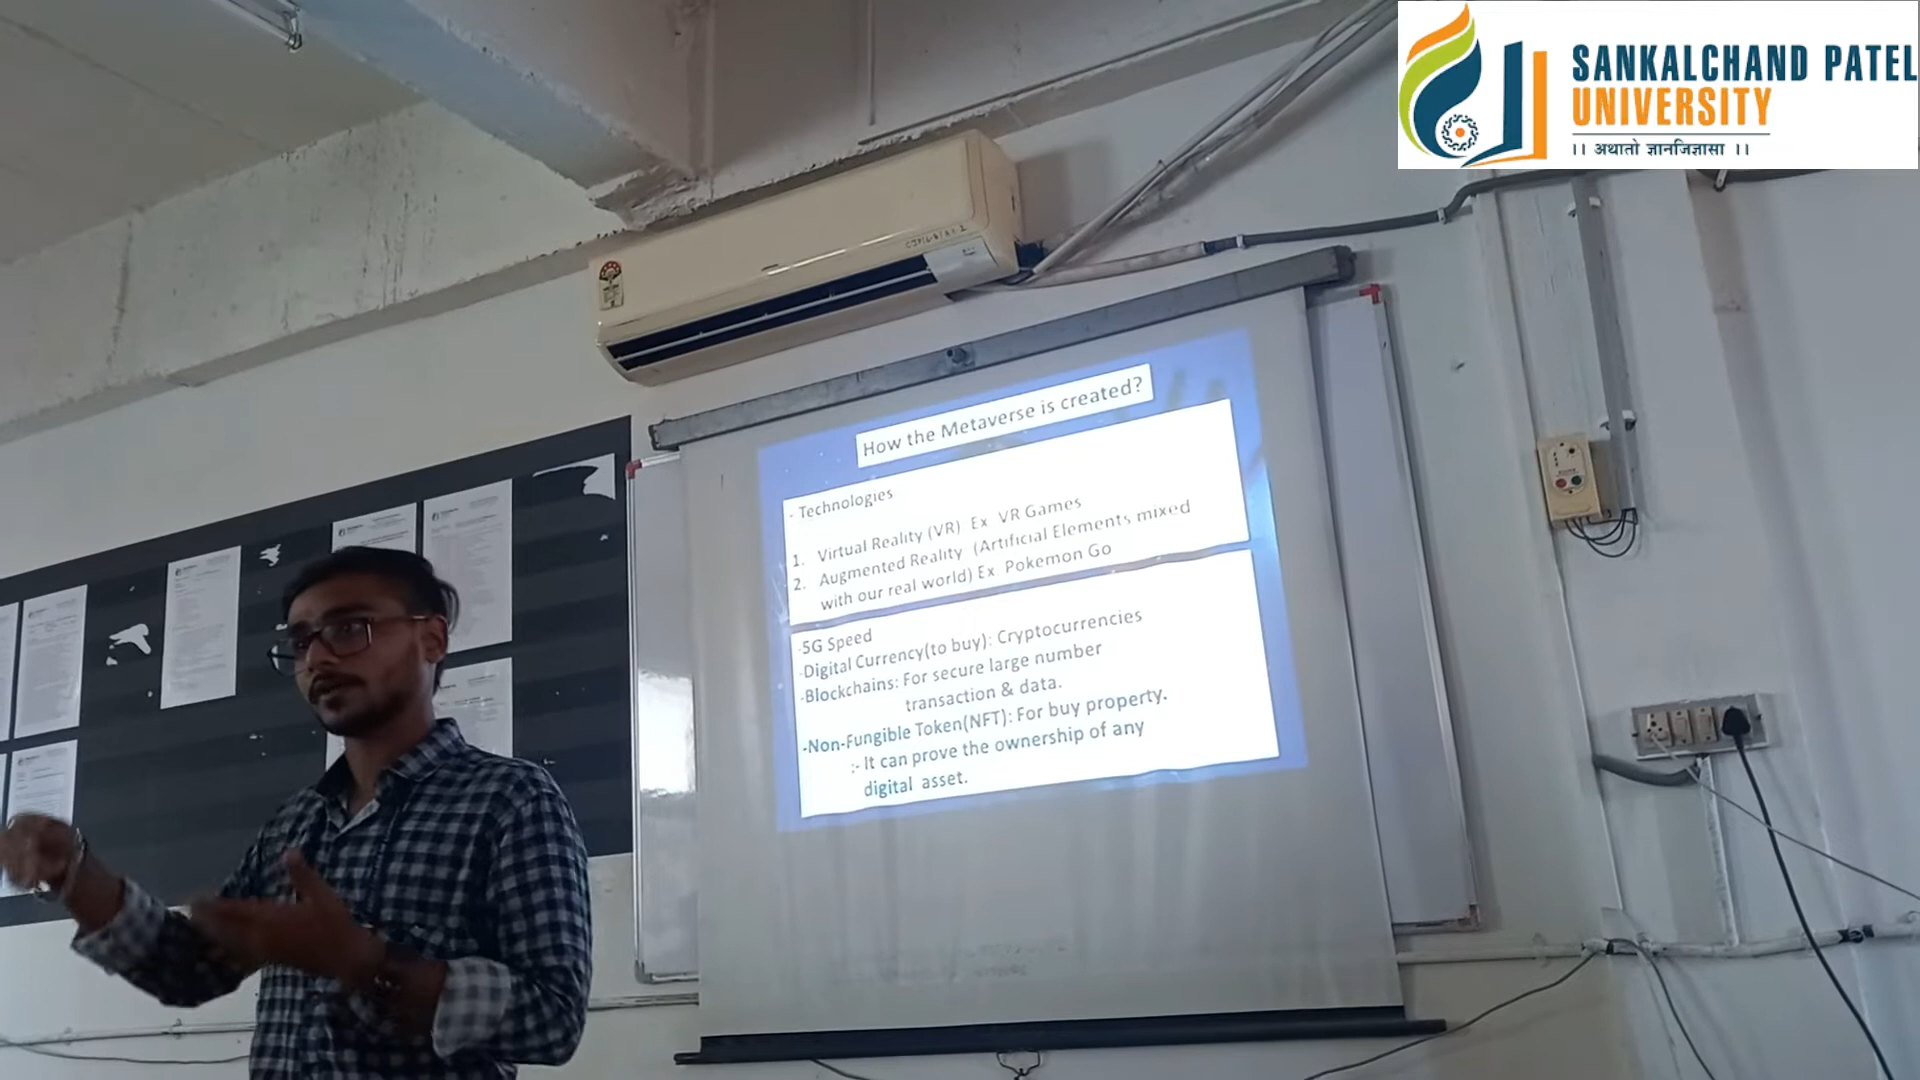 SANKALCHAND PATEL
UNIVERSITY
।। अथातो ज्ञानजिज्ञासा ।।
How the Metaverse is created?
- Technologies
1. Virtual Reality (VR) Ex VR Games
2. Augmented Reality (Artificial Elements mixed
with our real world) Ex Pokemon Go
-5G Speed
-Digital Currency(to buy): Cryptocurrencies
-Blockchains: For secure large number
transaction & data.
-Non-Fungible Token(NFT): For buy property.
:- It can prove the ownership of any
digital asset.